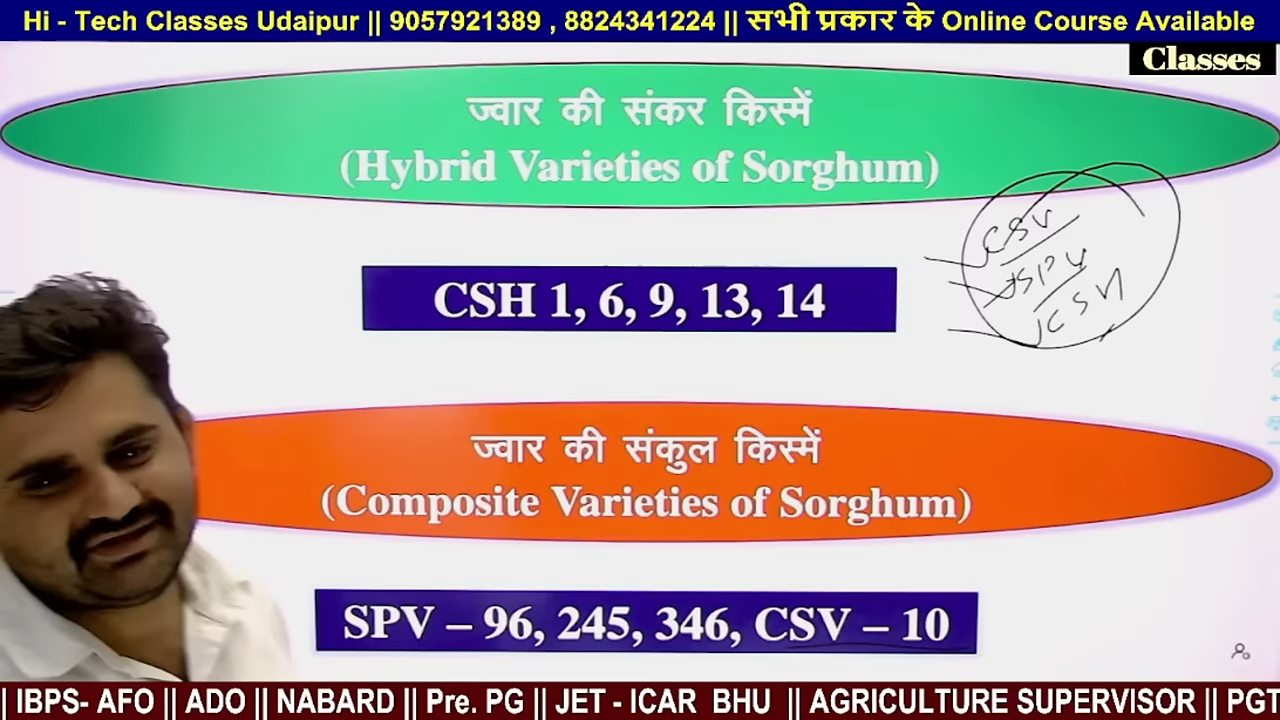 Hi - Tech Classes Udaipur || 9057921389 , 8824341224 || सभी प्रकार के Online Course Available
Classes
ज्वार की संकर किस्में
(Hybrid Varieties of Sorghum)
CSV
SPV
CSH
CSH 1, 6, 9, 13, 14
ज्वार की संकुल किस्में
(Composite Varieties of Sorghum)
SPV – 96, 245, 346, CSV – 10
| IBPS- AFO || ADO || NABARD || Pre. PG || JET - ICAR BHU || AGRICULTURE SUPERVISOR || PGT